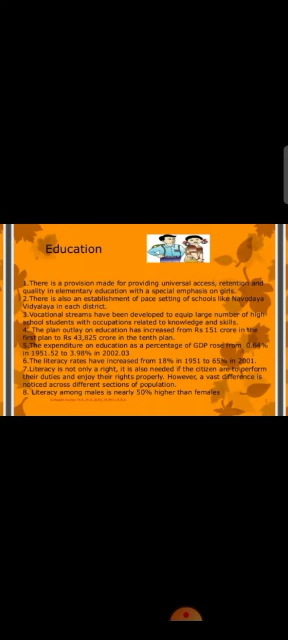 Education
1.There is a provision made for providing universal access, retention and
quality in elementary education with a special emphasis on girls.
2.There is also an establishment of pace setting of schools like Navodaya
Vidyalaya in each district.
3.Vocational streams have been developed to equip large number of high
school students with occupations related to knowledge and skills.
4. The plan outlay on education has increased from Rs 151 crore in the
first plan to Rs 43,825 crore in the tenth plan.
5.The expenditure on education as a percentage of GDP rose from 0.64%
in 1951.52 to 3.98% in 2002.03
6.The literacy rates have increased from 18% in 1951 to 65% in 2001.
7.Literacy is not only a right, it is also needed if the citizen are to perform
their duties and enjoy their rights properly. However, a vast difference is
noticed across different sections of population.
8. Literacy among males is nearly 50% higher than females